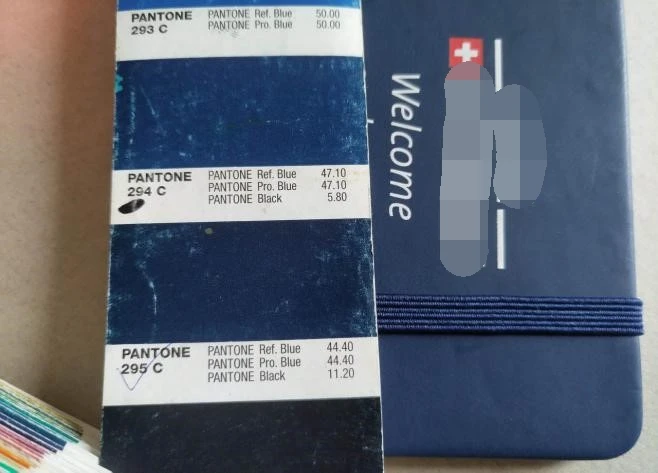 PANTONE
293 C
PANTONE Ref. Blue 50.00
PANTONE Pro. Blue 50.00
PANTONE
294 C
PANTONE Ref. Blue 47.10
PANTONE Pro. Blue 47.10
PANTONE Black 5.80
PANTONE
295 C
PANTONE Ref. Blue 44.40
PANTONE Pro. Blue 44.40
PANTONE Black 11.20
Welcome